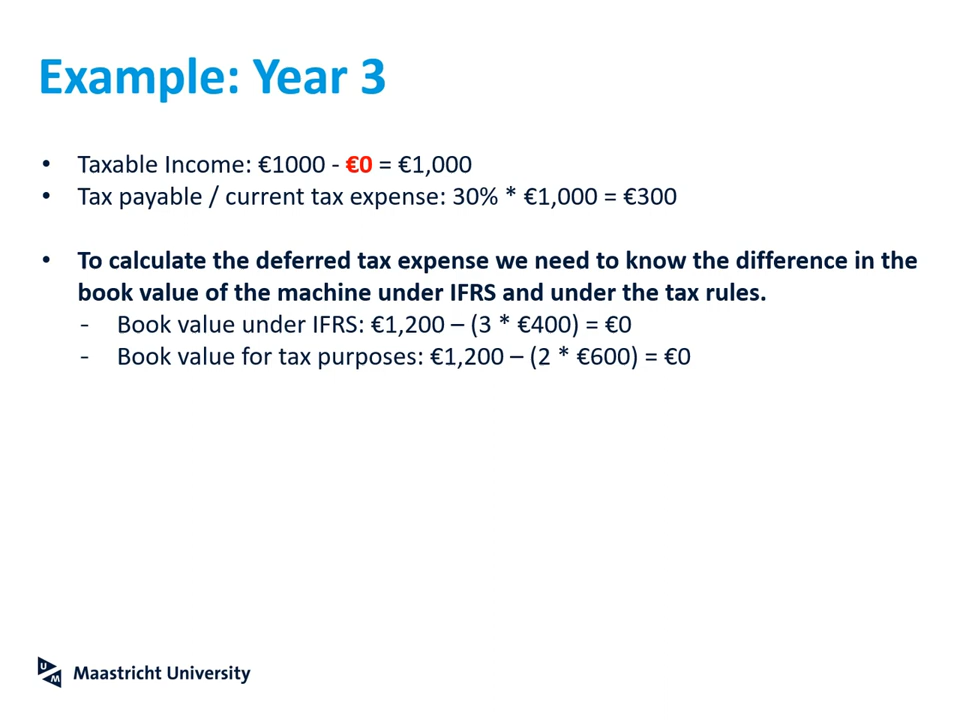 Example: Year 3
• Taxable Income: €1000 - €0 = €1,000
• Tax payable / current tax expense: 30% * €1,000 = €300
• To calculate the deferred tax expense we need to know the difference in the
book value of the machine under IFRS and under the tax rules.
- Book value under IFRS: €1,200 – (3 * €400) = €0
- Book value for tax purposes: €1,200 – (2 * €600) = €0
UM Maastricht University